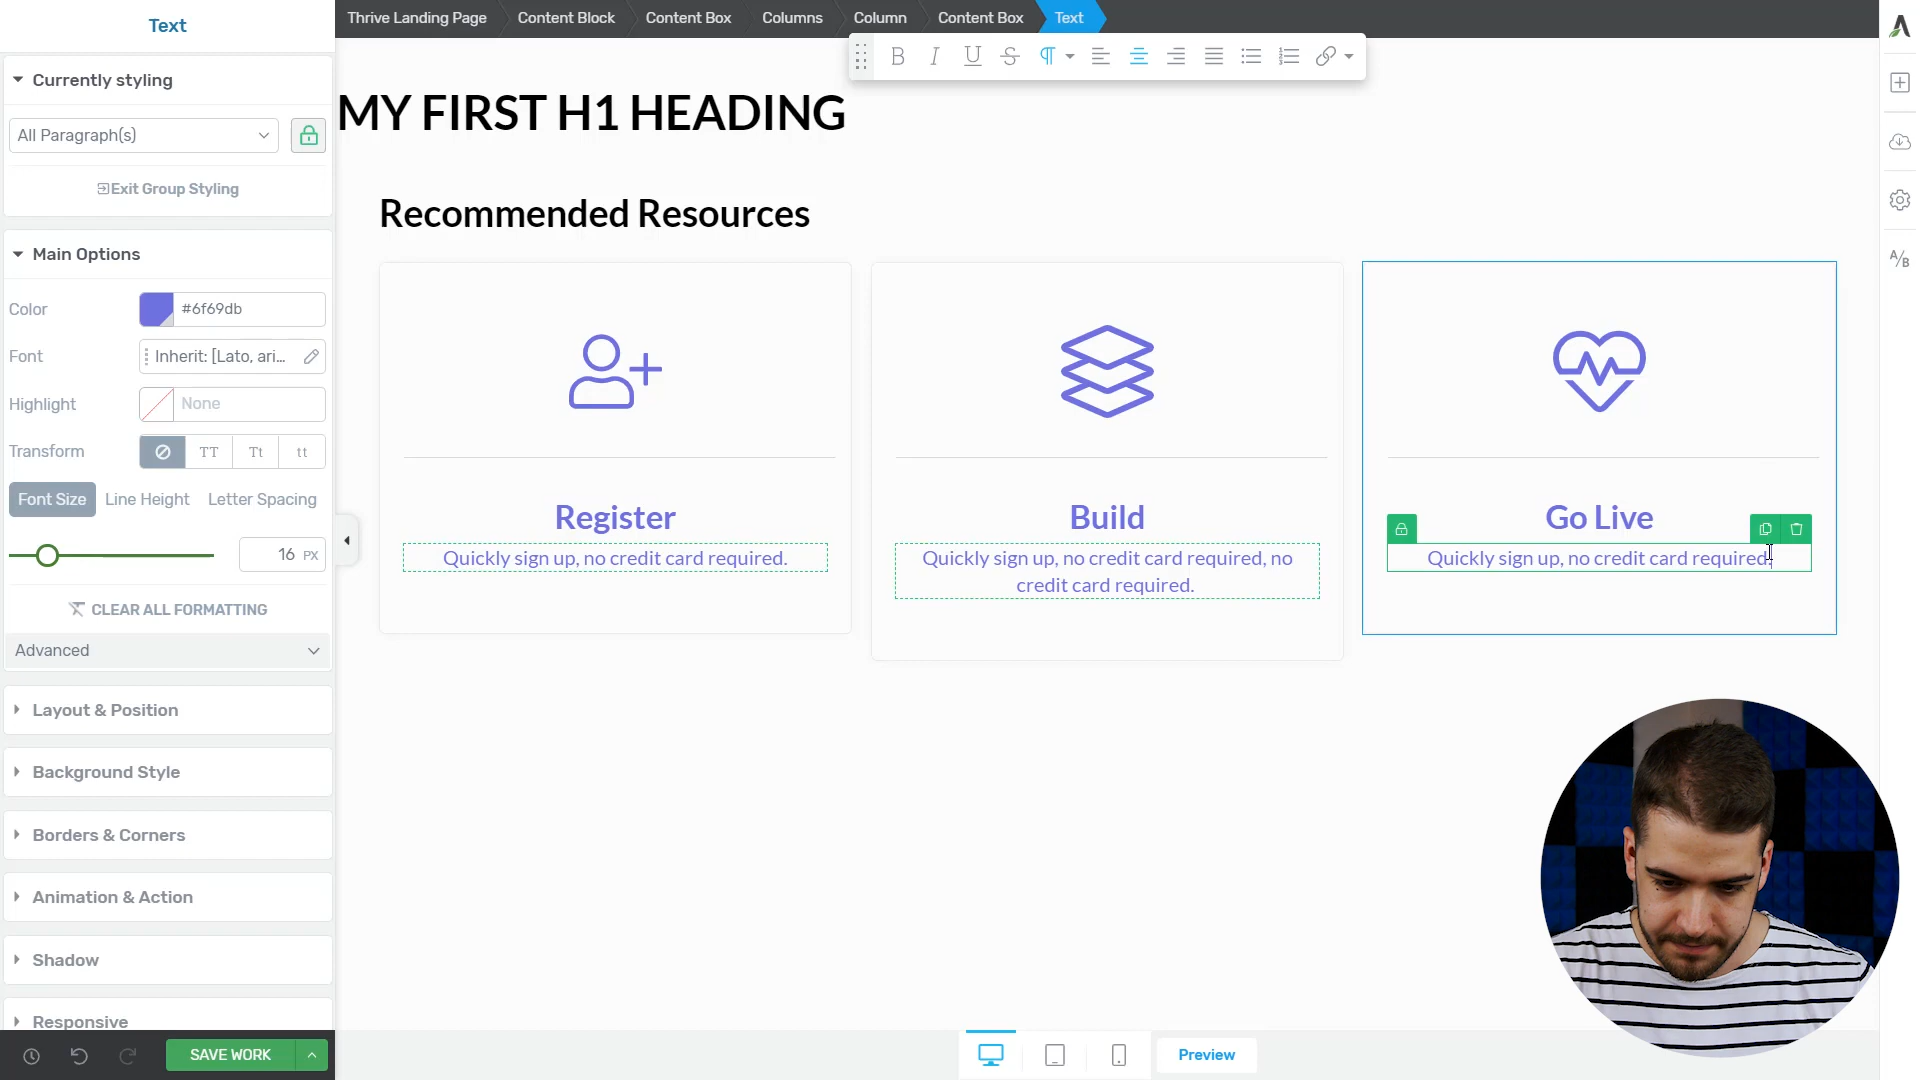 Text
Thrive Landing Page
Content Block
Content Box
Columns
Column
Content Box
Text
Currently styling
All Paragraph(s)
Exit Group Styling
Main Options
Color
#6f69db
Font
Inherit: [Lato, ari...
Highlight
None
Transform
TT
Tt
tt
Font Size
Line Height
Letter Spacing
16 PX
CLEAR ALL FORMATTING
Advanced
Layout & Position
Background Style
Borders & Corners
Animation & Action
Shadow
Responsive
SAVE WORK
B I U S
A/B
MY FIRST H1 HEADING
Recommended Resources
Register
Quickly sign up, no credit card required.
Build
Quickly sign up, no credit card required, no
credit card required.
Go Live
Quickly sign up, no credit card required.
Preview